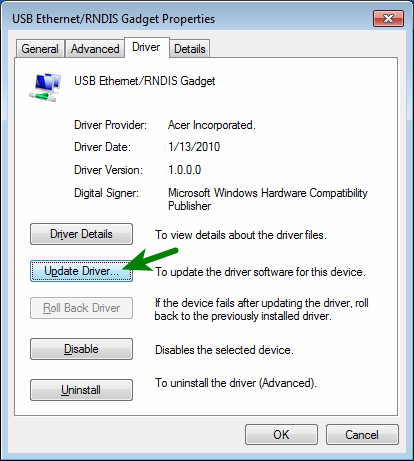 USB Ethernet/RNDIS Gadget Properties
General Advanced Driver Details
USB Ethernet/RNDIS Gadget
Driver Provider: Acer Incorporated.
Driver Date: 1/13/2010
Driver Version: 1.0.0.0
Digital Signer: Microsoft Windows Hardware Compatibility
Publisher
Driver Details To view details about the driver files.
Update Driver... To update the driver software for this device.
Roll Back Driver If the device fails after updating the driver, roll
back to the previously installed driver.
Disable Disables the selected device.
Uninstall To uninstall the driver (Advanced).
OK Cancel